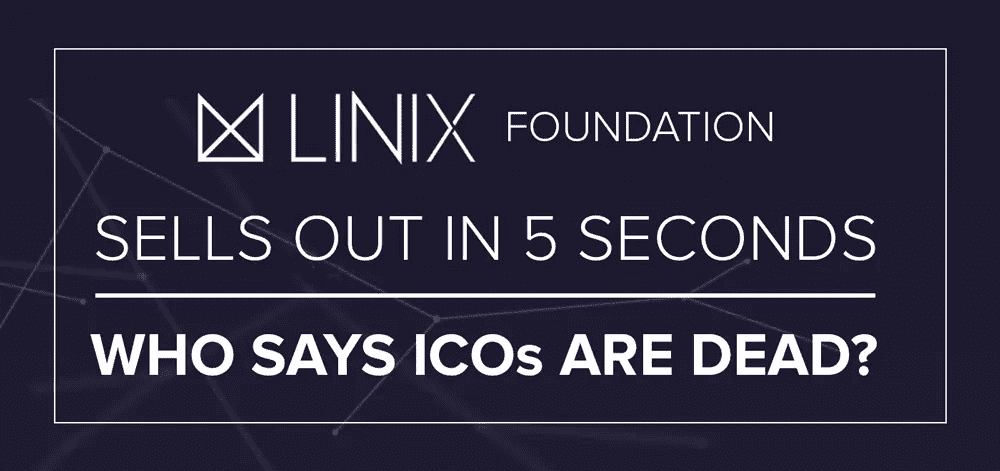 LINIX FOUNDATION
SELLS OUT IN 5 SECONDS
WHO SAYS ICOs ARE DEAD?